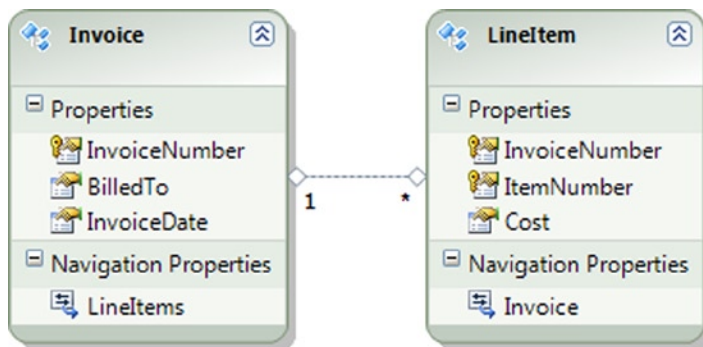 Invoice
Properties
InvoiceNumber
BilledTo
InvoiceDate
Navigation Properties
LineItems
1
*
LineItem
Properties
InvoiceNumber
ItemNumber
Cost
Navigation Properties
Invoice